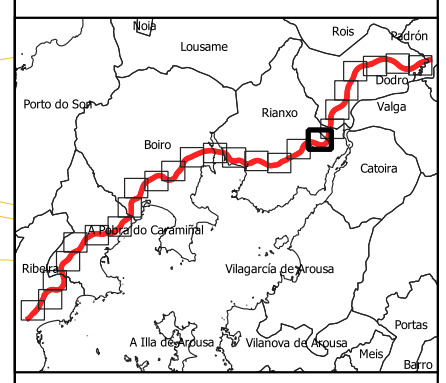 Noia
Rois
Padrón
Lousame
Dodro
Porto do Son
Rianxo
Valga
Boiro
Catoira
A Pobra do Caramiñal
Ribeira
Vilagarcía de Arousa
Portas
A Illa de Arousa
Vilanova de Arousa
Meis
Barro